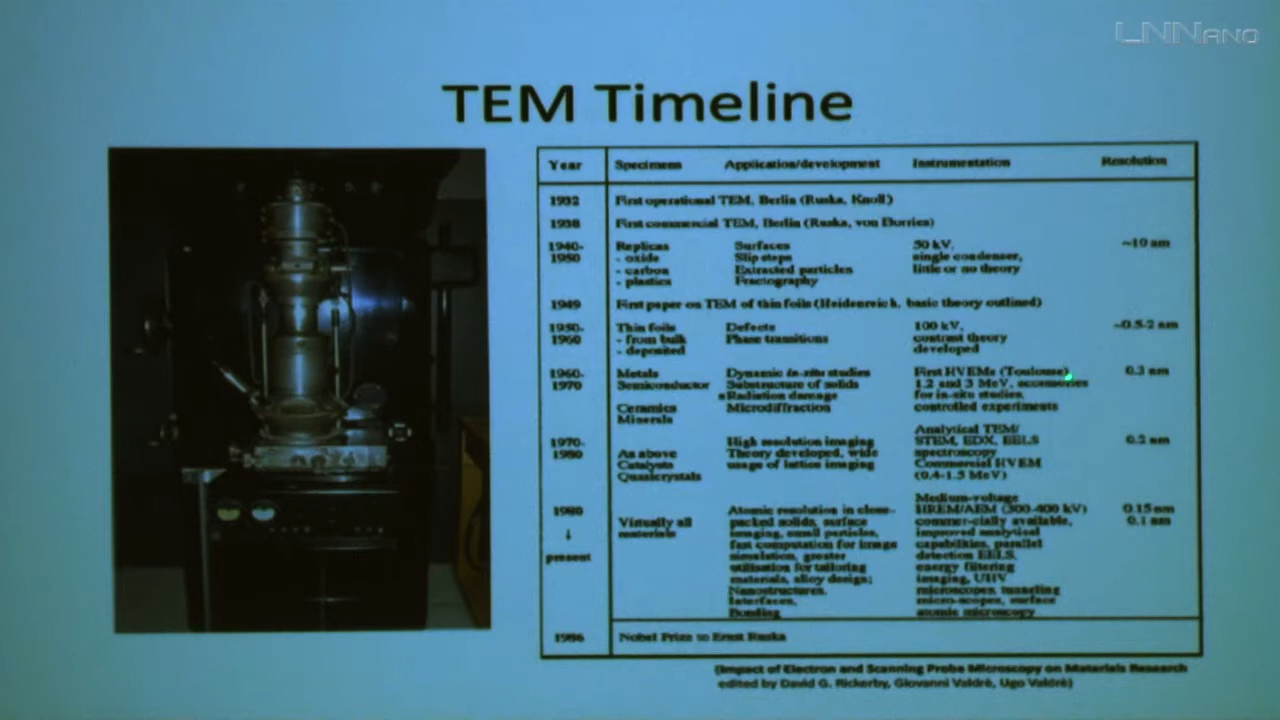 LNNANO
TEM Timeline
Year Specimens Application/development Instrumentation Resolution
1932 First operational TEM, Berlin (Ruska, Knoll)
1938 First commercial TEM, Berlin (Ruska, von Borries)
1940- Replicas Surfaces 50 kV, ~10 nm
1950 - oxide Slip steps single condenser,
- carbon Extracted particles little or no theory
- plastics Fractography
1949 First paper on TEM of thin foils (Heidenreich, basic theory outlined)
1950- Thin foils Defects 100 kV, ~0.5-2 nm
1960 - from bulk Phase transitions contrast theory
- deposited developed
1960- Metals Dynamic in-situ studies First HVEMs (Toulouse) 0.3 nm
1970 Semiconductor Substructure of solids 1.2 and 3 MeV, accessories
Radiation damage for in-situ studies,
Ceramics Microdiffraction controlled experiments
Minerals
Analytical TEM/
1970- High resolution imaging STEM, EDX, EELS 0.2 nm
1980 As above Theory developed, wide spectroscopy
Catalysts usage of lattice imaging Commercial HVEM
Quasicrystals (0.4-1.5 MeV)
Medium-voltage
1980 Atomic resolution in close- HREM/AEM (300-400 kV) 0.15 nm
Virtually all packed solids, surface commer-cially available, 0.1 nm
↓ materials imaging, small particles, improved analytical
fast computation for image capabilities, parallel
present simulation, greater detection EELS,
utilisation for tailoring energy filtering
materials, alloy design; imaging, UHV
Nanostructures, microscopes, tunneling
Interfaces, micro-scopes, surface
Bonding atomic microscopy
1986 Nobel Prize to Ernst Ruska
(Impact of Electron and Scanning Probe Microscopy on Materials Research
edited by David G. Rickerby, Giovanni Valdrè, Ugo Valdrè)